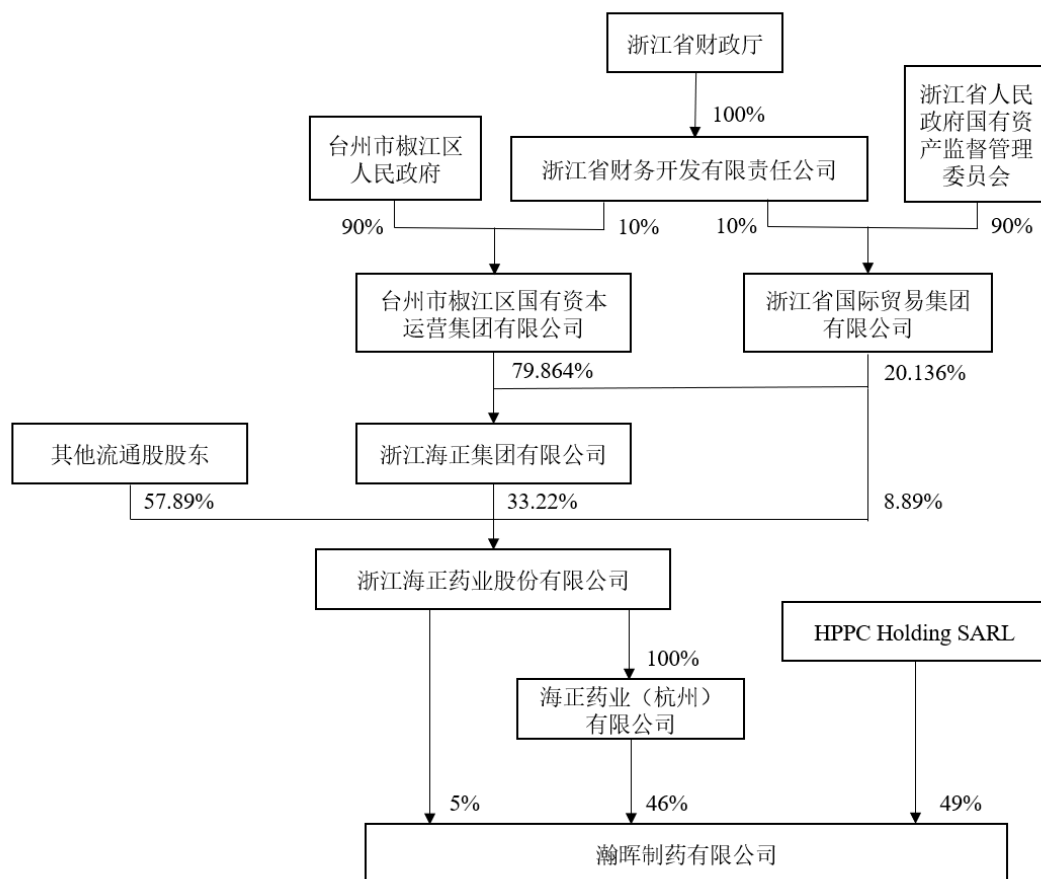 浙江省财政厅
100%
浙江省人民
政府国有资
产监督管理
委员会
台州市椒江区
人民政府
浙江省财务开发有限责任公司
90%
10%
10%
90%
台州市椒江区国有资本
运营集团有限公司
浙江省国际贸易集团
有限公司
79.864%
20.136%
其他流通股股东
浙江海正集团有限公司
57.89%
33.22%
8.89%
浙江海正药业股份有限公司
HPPC Holding SARL
100%
海正药业（杭州）
有限公司
5%
46%
49%
瀚晖制药有限公司